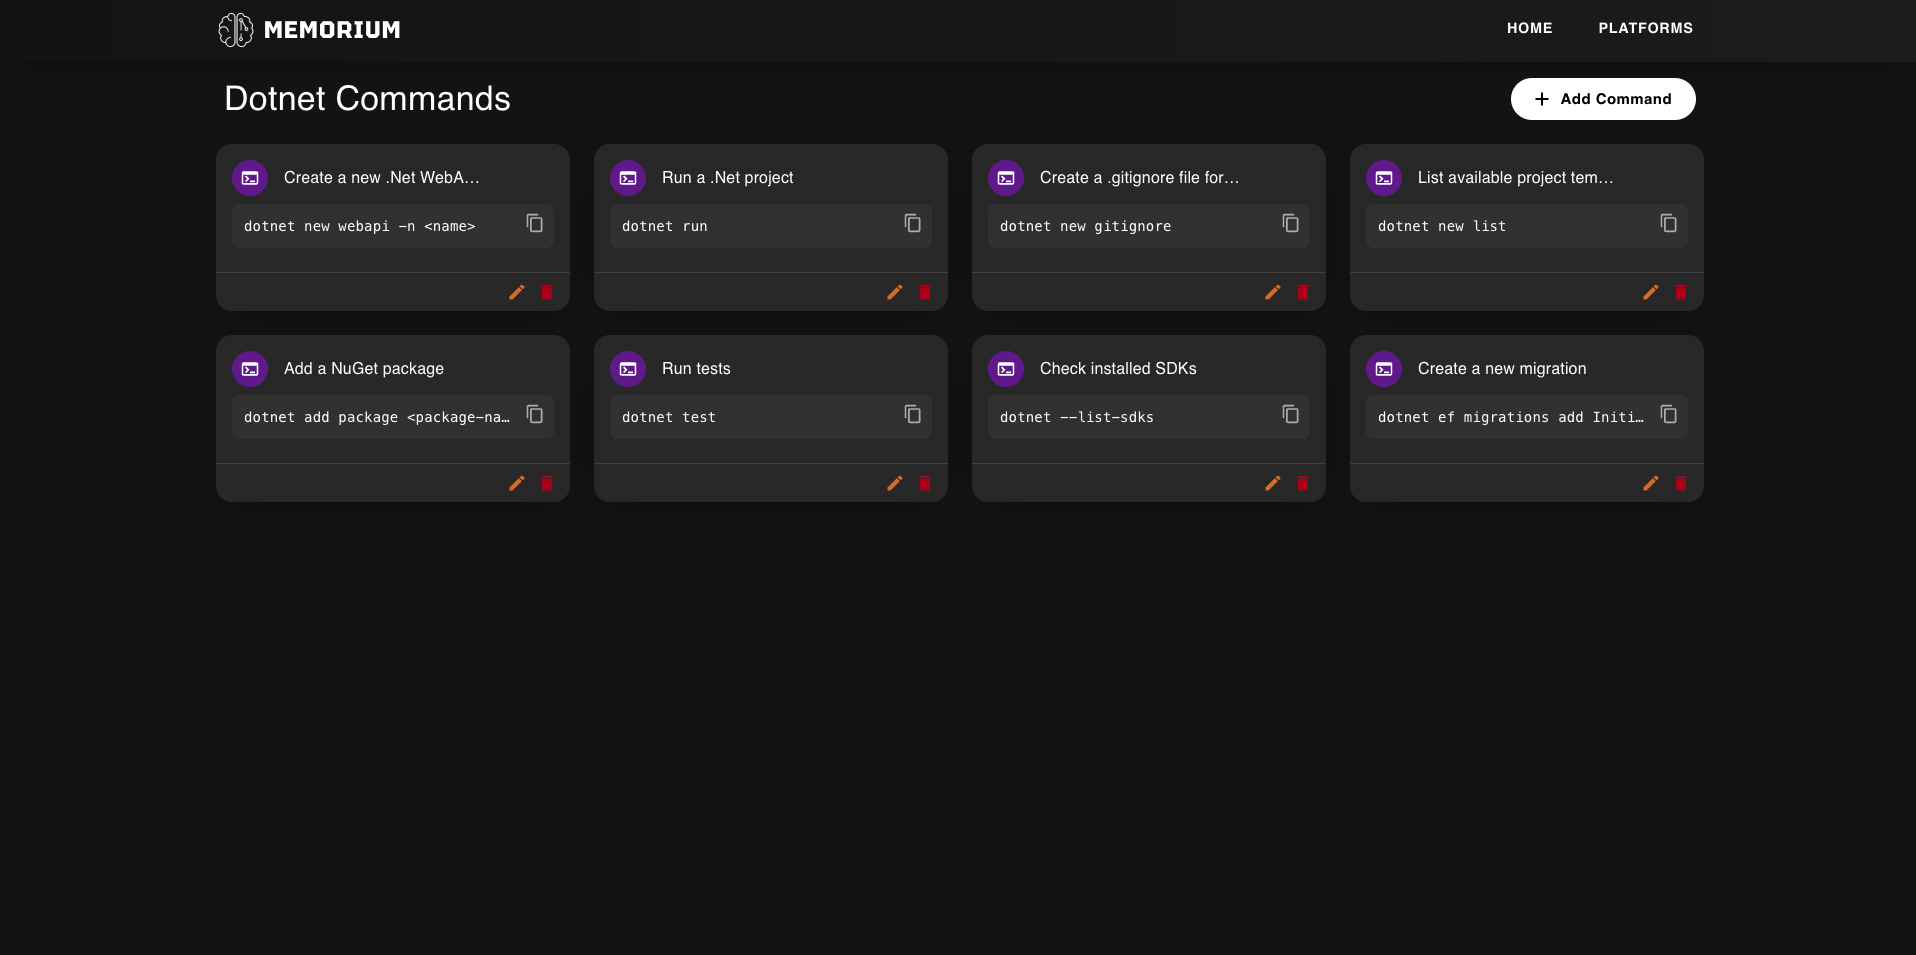 MEMORIUM
HOME
PLATFORMS
Dotnet Commands
Add Command
Create a new .Net WebA...
dotnet new webapi -n <name>
Run a .Net project
dotnet run
Create a .gitignore file for...
dotnet new gitignore
List available project tem...
dotnet new list
Add a NuGet package
dotnet add package <package-na...
Run tests
dotnet test
Check installed SDKs
dotnet --list-sdks
Create a new migration
dotnet ef migrations add Initi...